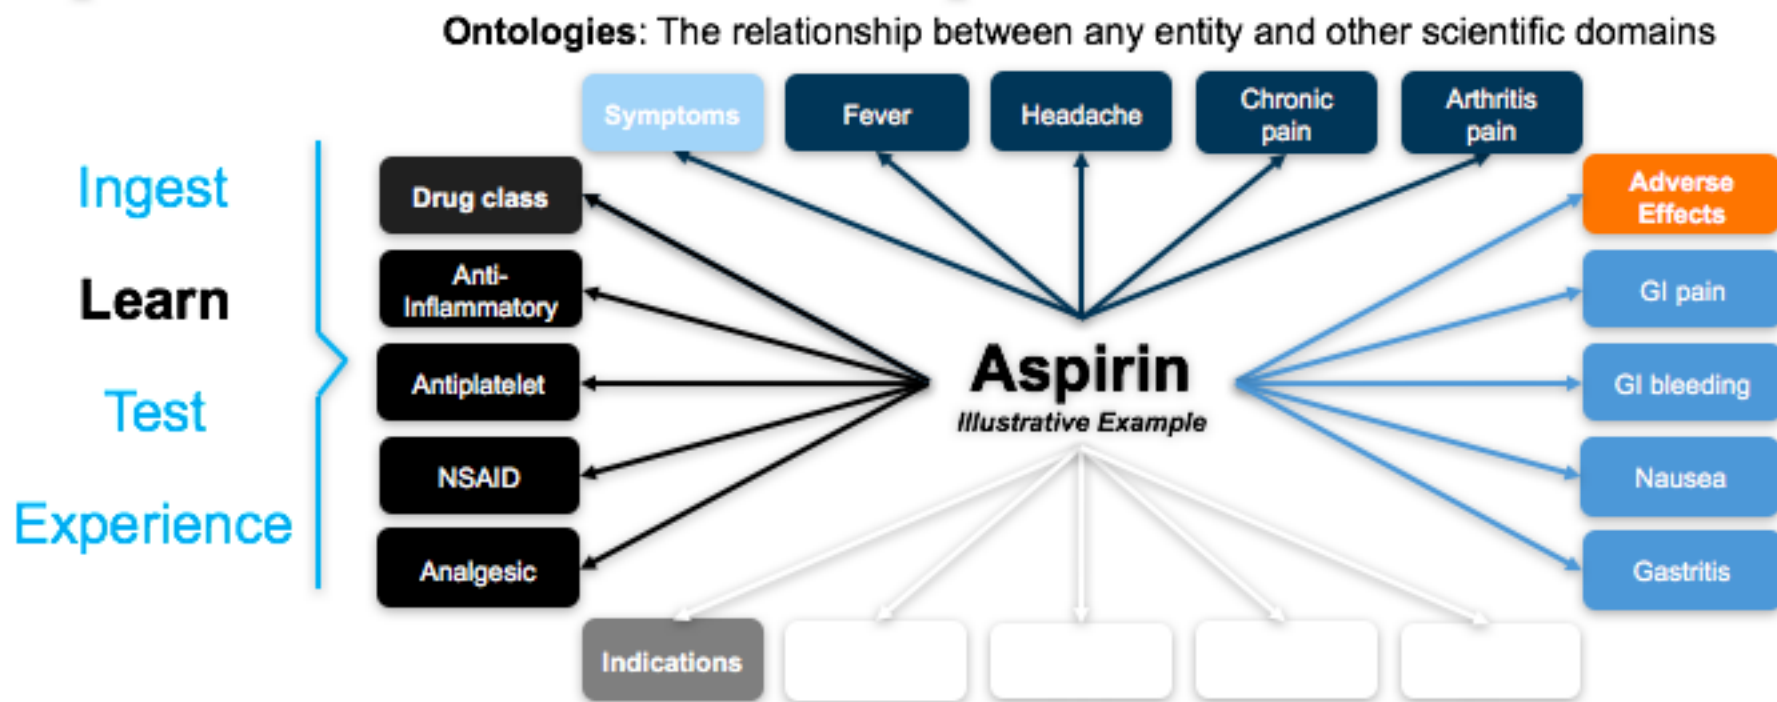 Ontologies: The relationship between any entity and other scientific domains
Symptoms
Fever
Headache
Chronic
pain
Arthritis
pain
Ingest
Learn
Test
Experience
Drug class
Anti-
Inflammatory
Antiplatelet
NSAID
Analgesic
Aspirin
Illustrative Example
Adverse
Effects
GI pain
GI bleeding
Nausea
Gastritis
Indications